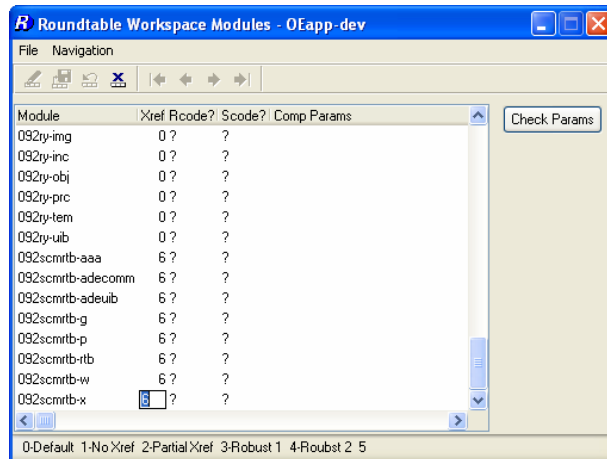 Roundtable Workspace Modules - OEapp-dev
File Navigation
Module Xref Rcode? Scode? Comp Params
Check Params
092ry-img 0 ? ?
092ry-inc 0 ? ?
092ry-obj 0 ? ?
092ry-prc 0 ? ?
092ry-tem 0 ? ?
092ry-uib 0 ? ?
092scmrtb-aaa 6 ? ?
092scmrtb-adecomm 6 ? ?
092scmrtb-adeuib 6 ? ?
092scmrtb-g 6 ? ?
092scmrtb-p 6 ? ?
092scmrtb-rtb 6 ? ?
092scmrtb-w 6 ? ?
092scmrtb-x 6 ? ?
0-Default 1-No Xref 2-Partial Xref 3-Robust 1 4-Roubst 2 5